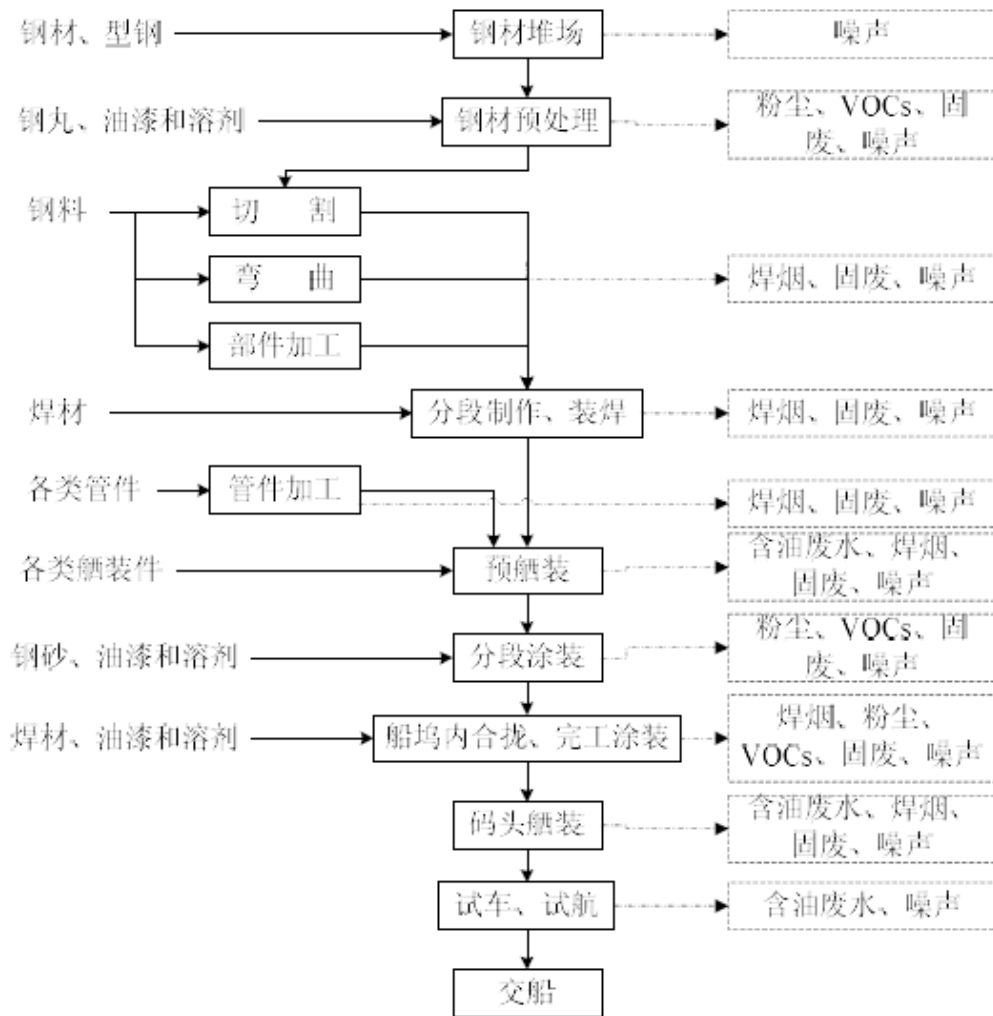 钢材、型钢
钢材堆场
噪声
钢丸、油漆和溶剂
钢材预处理
粉尘、VOCs、固
废、噪声
钢料
切 割
弯 曲
焊烟、固废、噪声
部件加工
焊材
分段制作、装焊
焊烟、固废、噪声
各类管件
管件加工
焊烟、固废、噪声
各类舾装件
预舾装
含油废水、焊烟、
固废、噪声
钢砂、油漆和溶剂
分段涂装
粉尘、VOCs、固
废、噪声
焊材、油漆和溶剂
船坞内合拢、完工涂装
焊烟、粉尘、
VOCs、固废、噪声
码头舾装
含油废水、焊烟、
固废、噪声
试车、试航
含油废水、噪声
交船